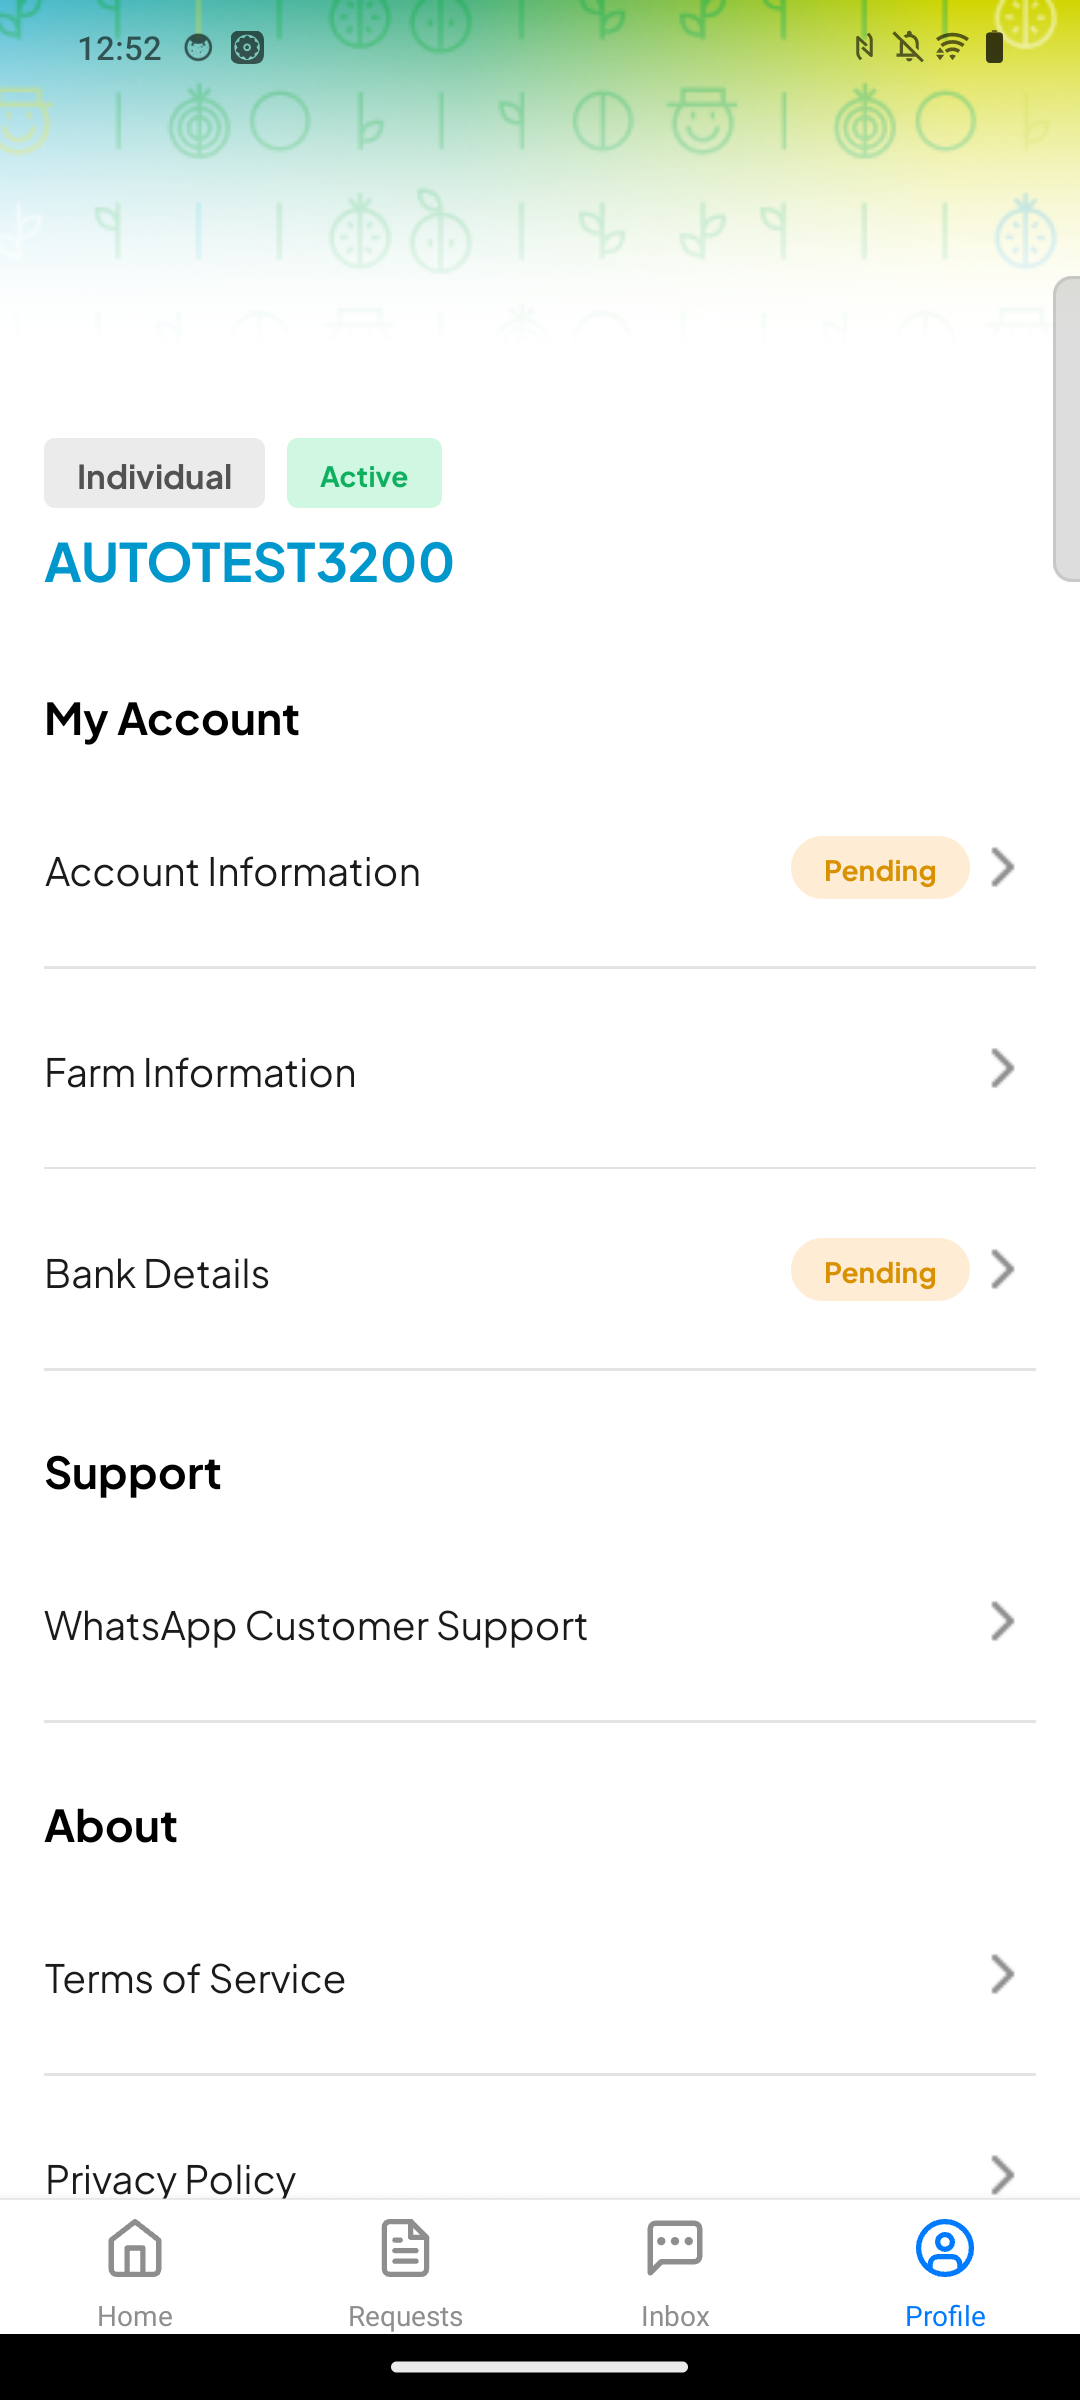 12:52
Individual
Active
AUTOTEST3200
My Account
Account Information
Pending
Farm Information
Bank Details
Pending
Support
WhatsApp Customer Support
About
Terms of Service
Privacy Policy
Home
Requests
Inbox
Profile